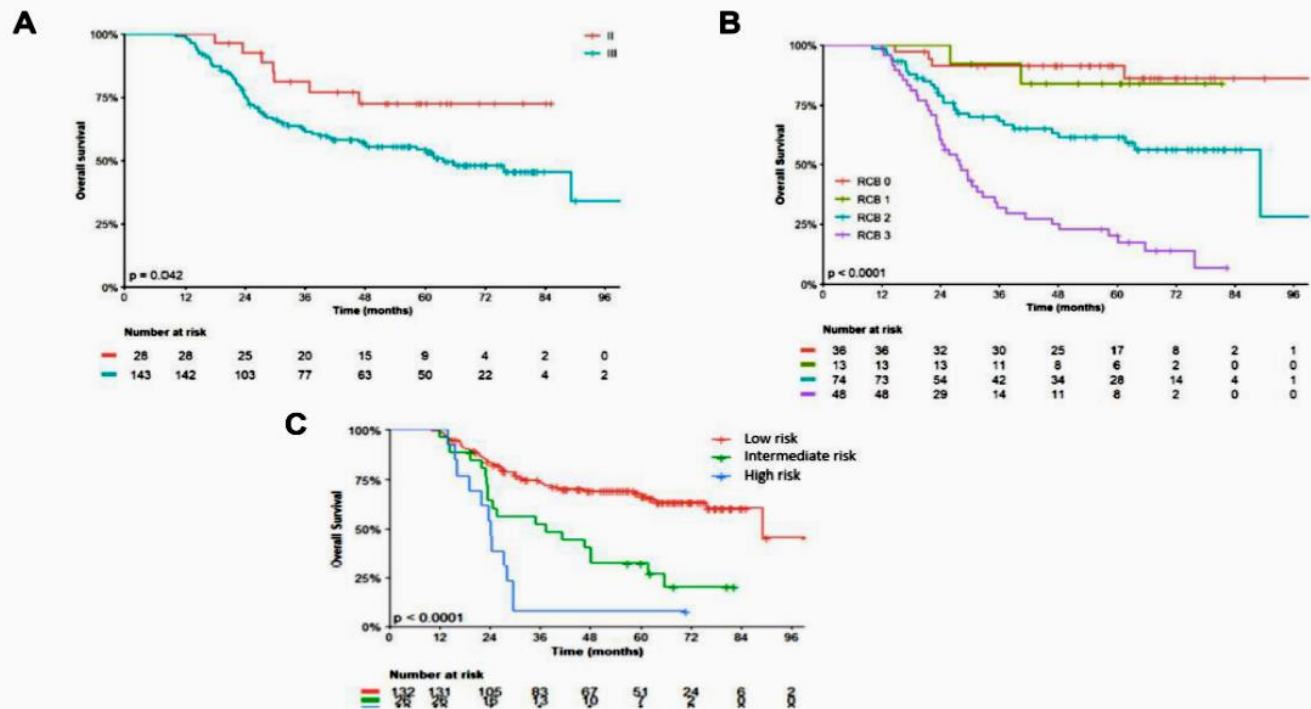 A
100%
75%
50%
25%
0%
Overall survival
II
III
p = 0.042
0 12 24 36 48 60 72 84 96
Time (months)
Number at risk
28 28 25 20 15 9 4 2 0
143 142 103 77 63 50 22 4 2
B
100%
75%
50%
25%
0%
Overall survival
RCB 0
RCB 1
RCB 2
RCB 3
p < 0.0001
0 12 24 36 48 60 72 84 96
Time (months)
Number at risk
36 36 32 30 25 17 8 2 1
13 13 13 11 8 6 2 0 0
74 73 54 42 34 28 14 4 1
48 48 29 14 11 8 2 0 0
C
100%
75%
50%
25%
0%
Overall Survival
Low risk
Intermediate risk
High risk
p < 0.0001
0 12 24 36 48 60 72 84 96
Time (months)
Number at risk
132 131 105 83 67 51 24 6 2